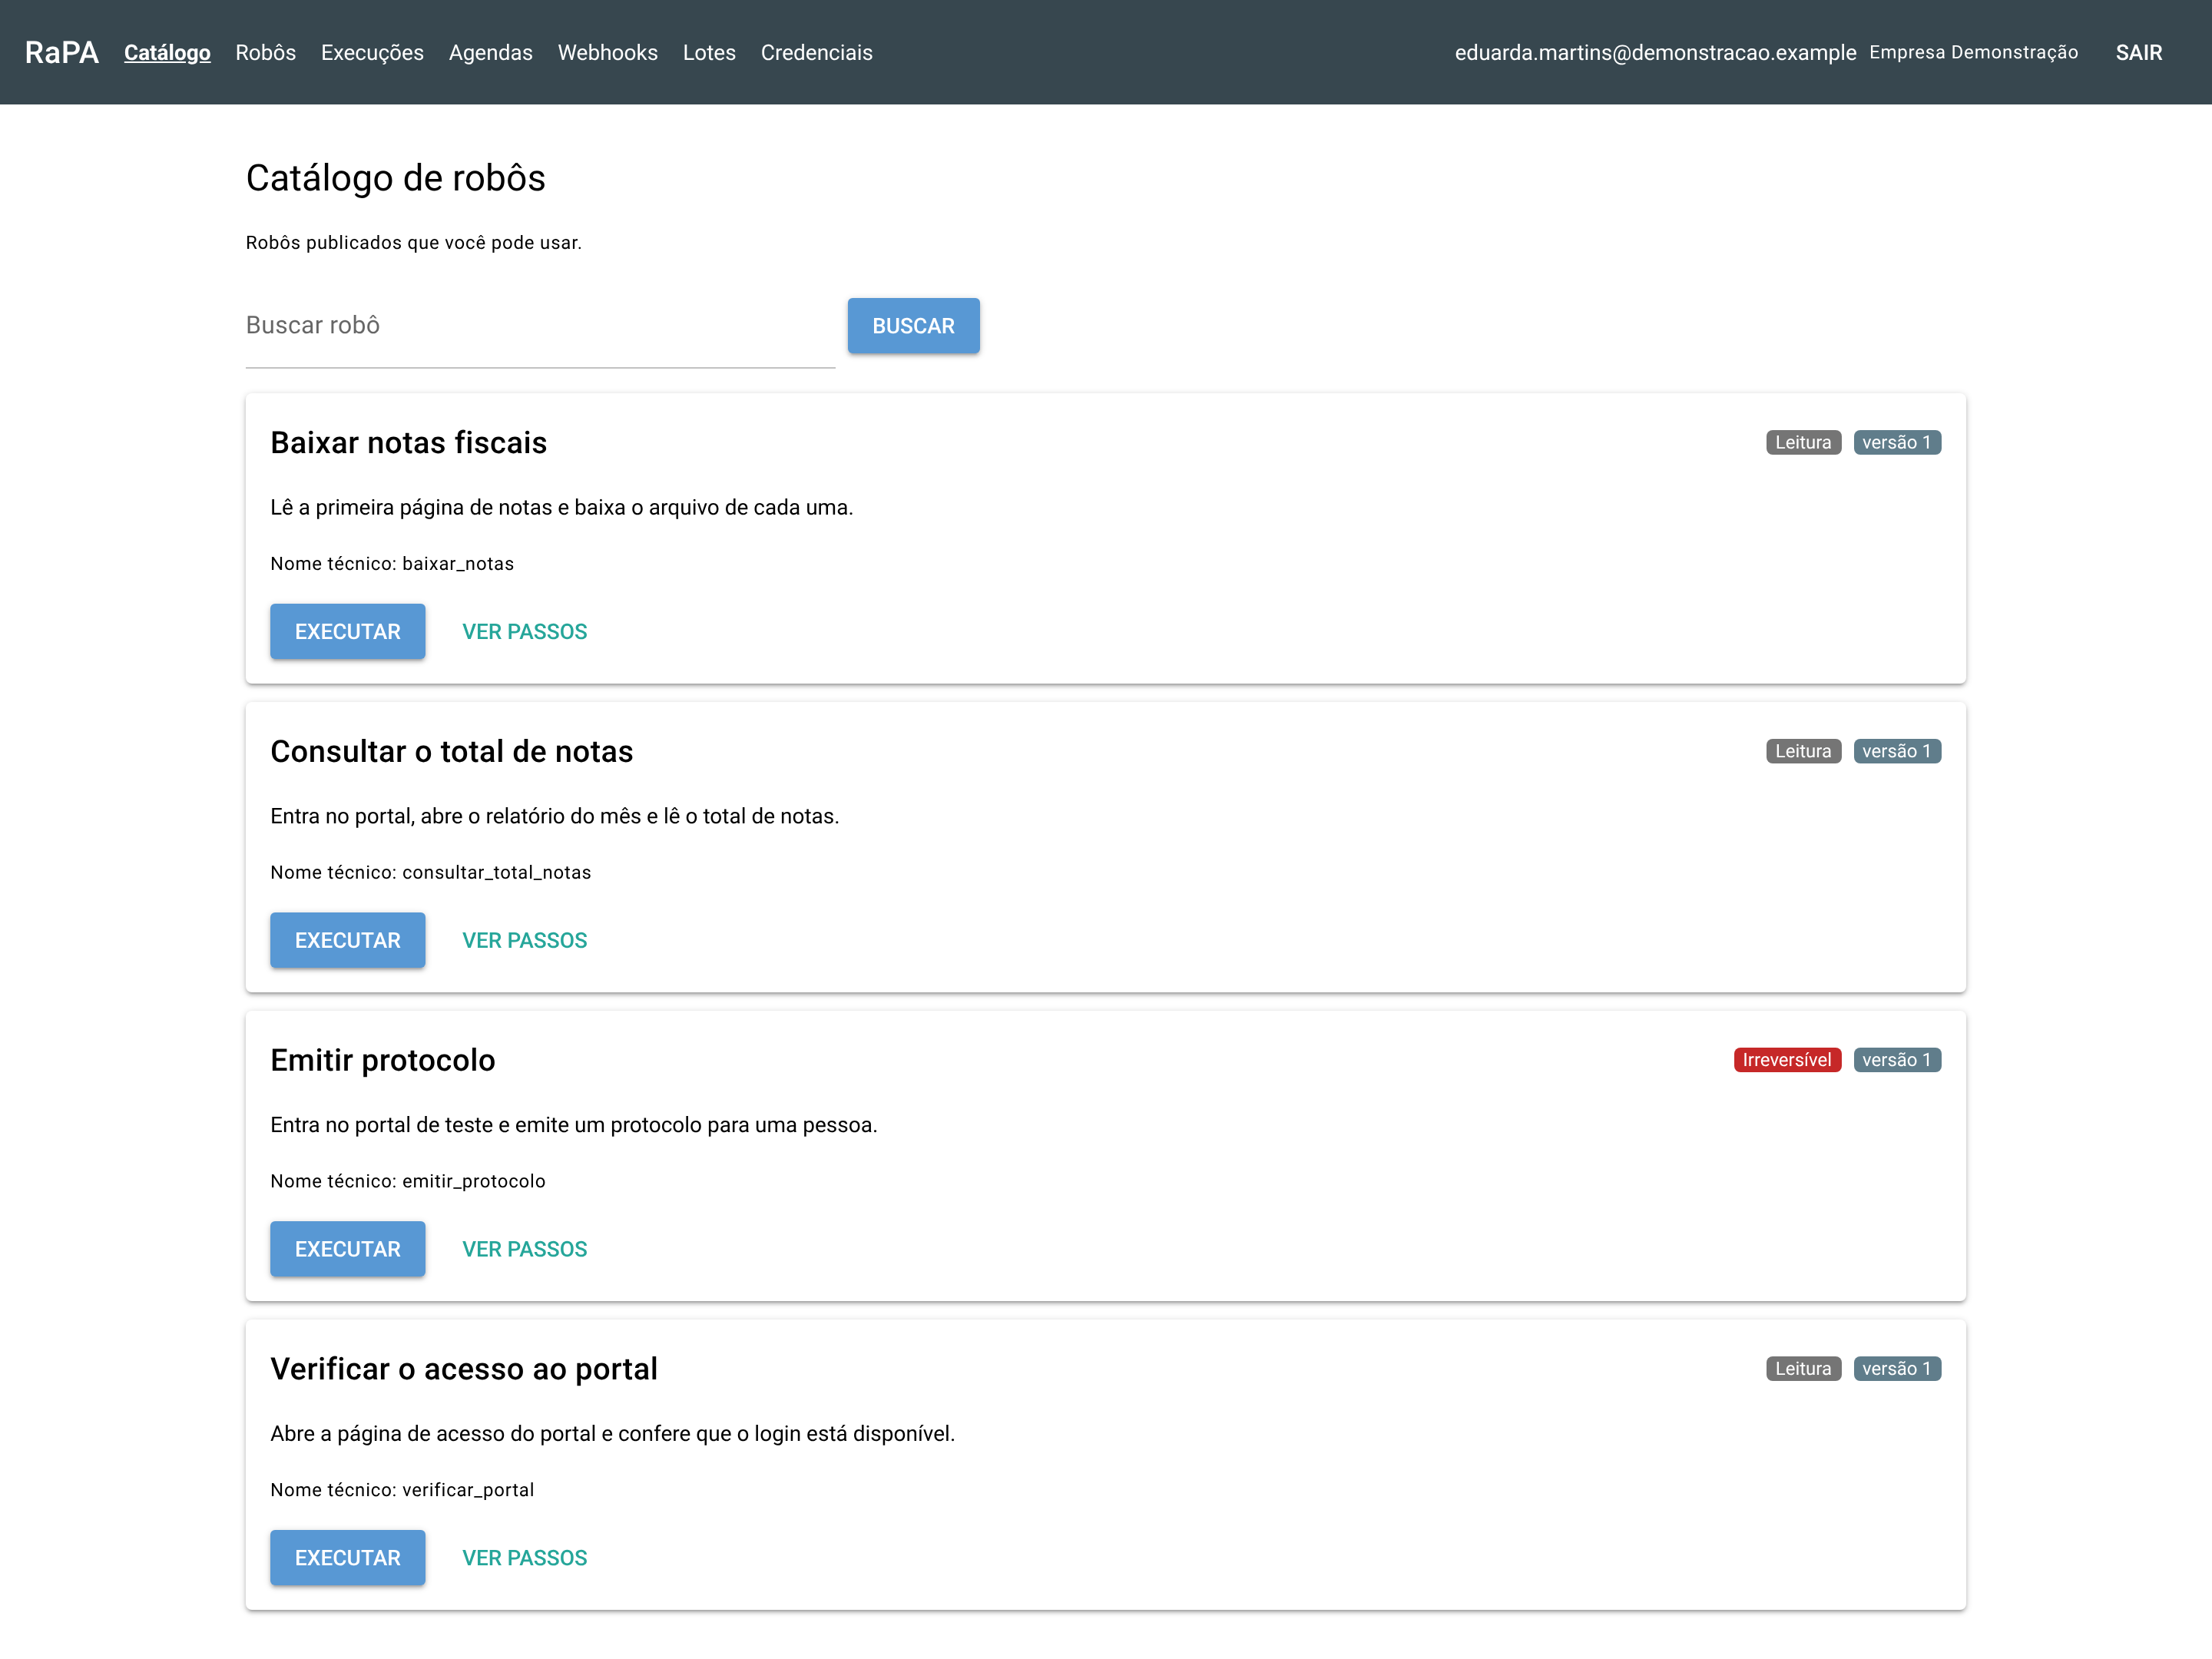 RaPA Catálogo Robôs Execuções Agendas Webhooks Lotes Credenciais eduarda.martins@demonstracao.example Empresa Demonstração SAIR
Catálogo de robôs
Robôs publicados que você pode usar.
Buscar robô BUSCAR
Baixar notas fiscais Leitura versão 1
Lê a primeira página de notas e baixa o arquivo de cada uma.
Nome técnico: baixar_notas
EXECUTAR VER PASSOS
Consultar o total de notas Leitura versão 1
Entra no portal, abre o relatório do mês e lê o total de notas.
Nome técnico: consultar_total_notas
EXECUTAR VER PASSOS
Emitir protocolo Irreversível versão 1
Entra no portal de teste e emite um protocolo para uma pessoa.
Nome técnico: emitir_protocolo
EXECUTAR VER PASSOS
Verificar o acesso ao portal Leitura versão 1
Abre a página de acesso do portal e confere que o login está disponível.
Nome técnico: verificar_portal
EXECUTAR VER PASSOS